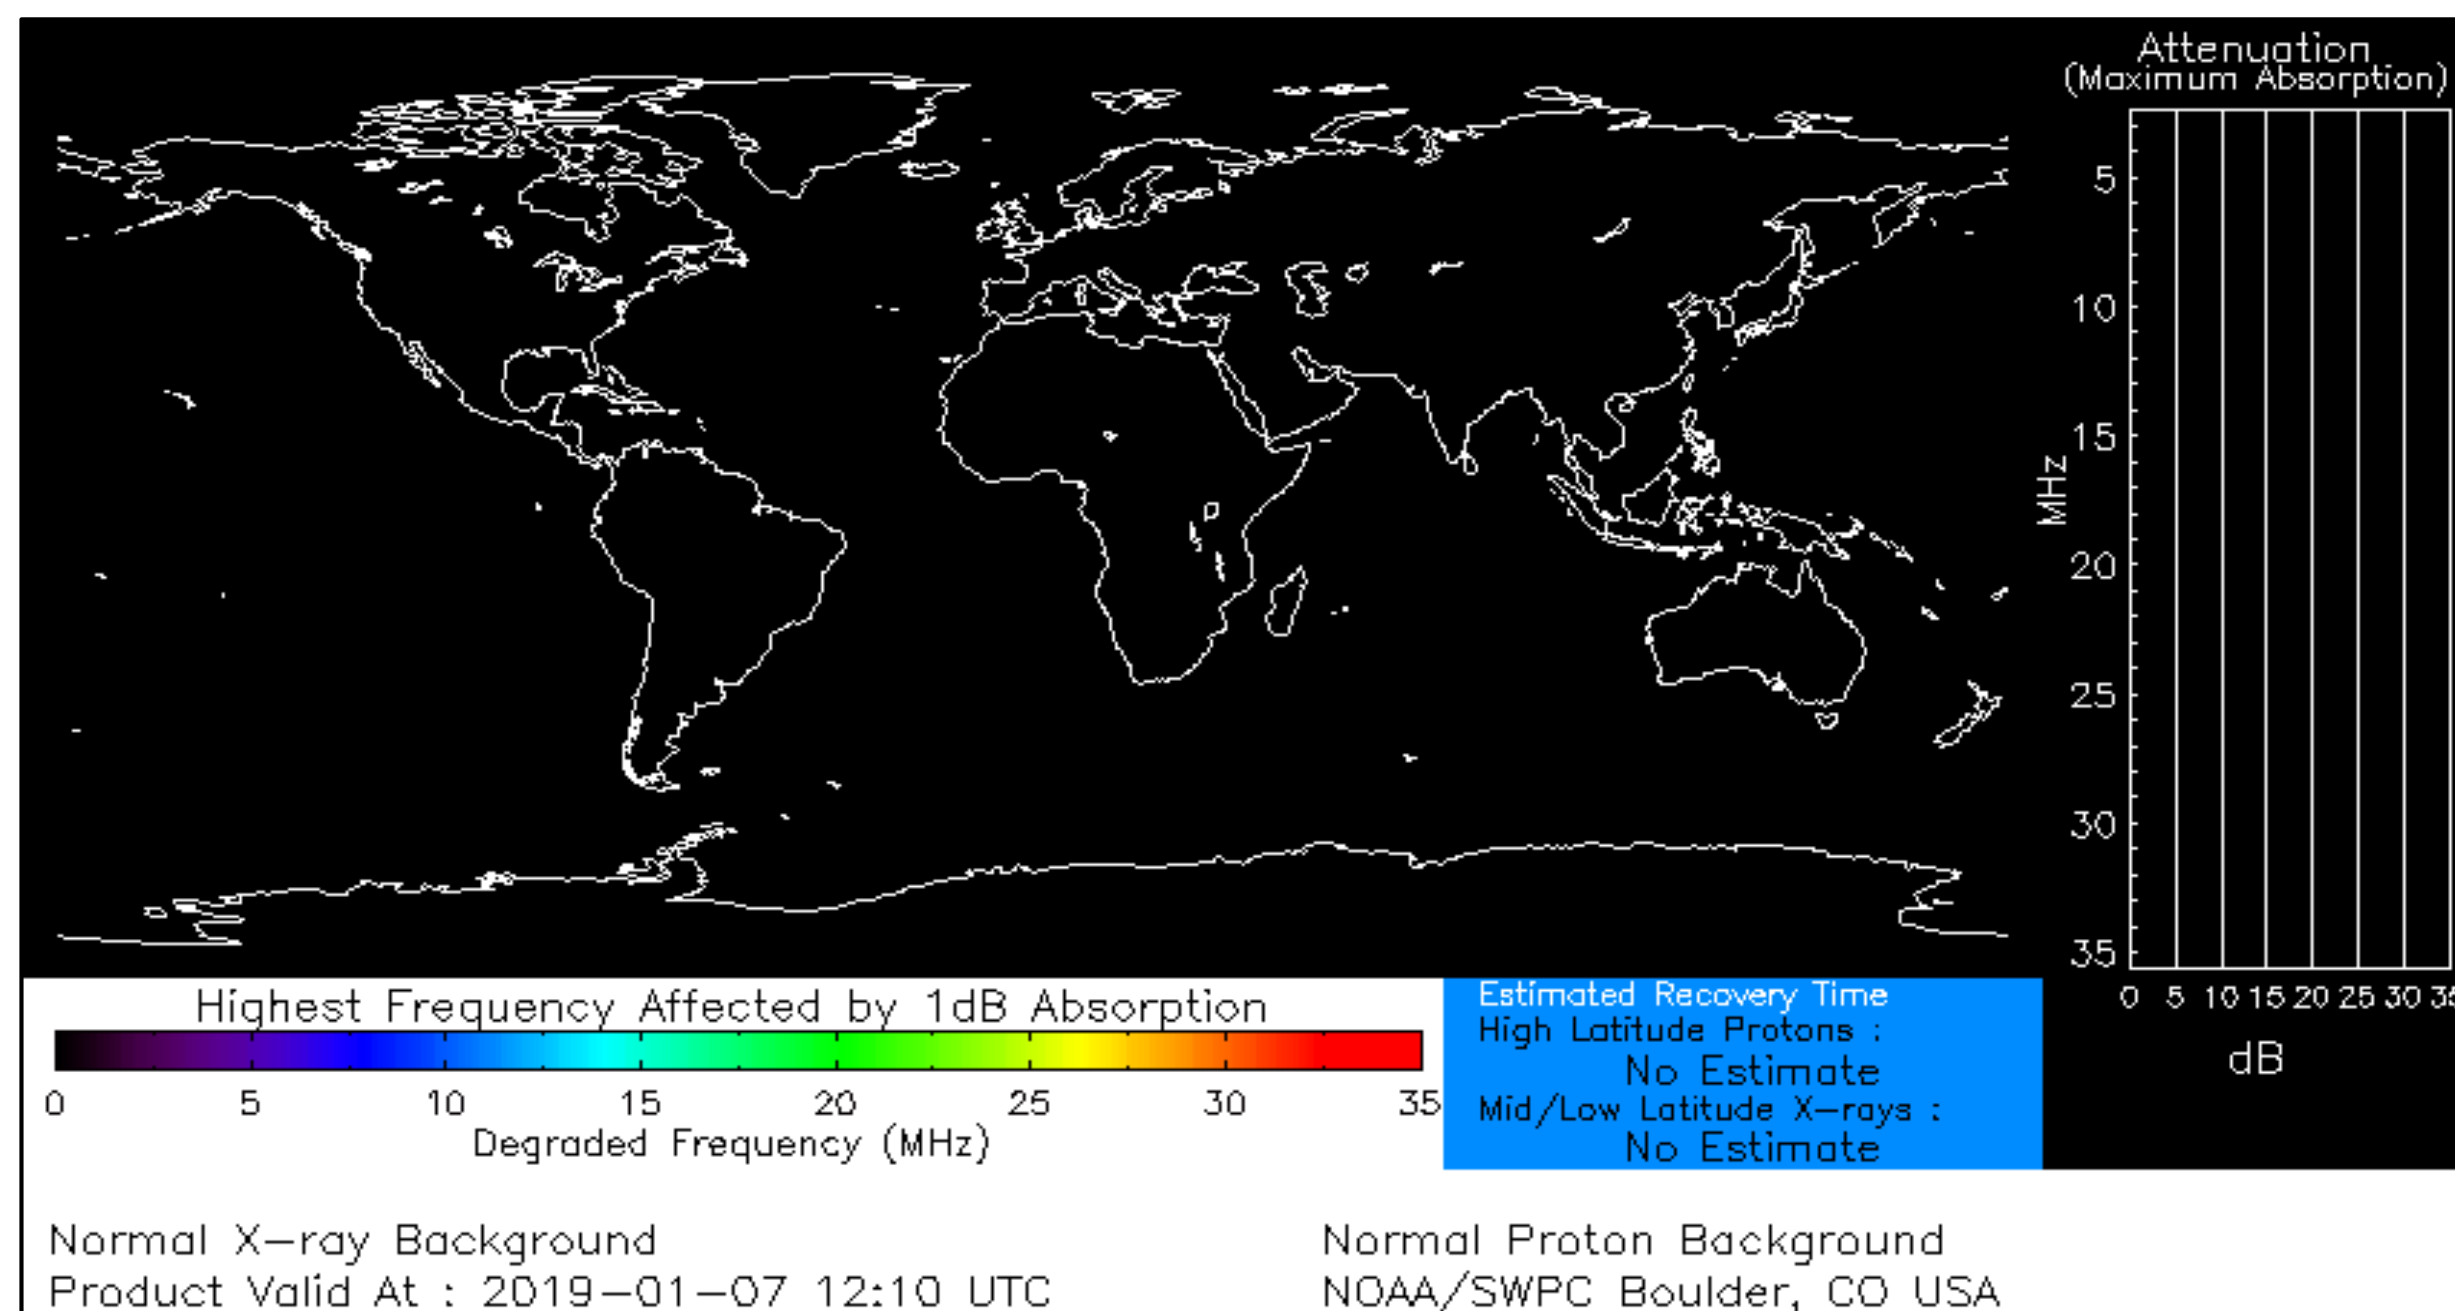 Attenuation
(Maximum Absorption)
5
10
15
20
25
30
35
MHz
0 5 10 15 20 25 30 35
dB
Highest Frequency Affected by 1dB Absorption
0 5 10 15 20 25 30 35
Degraded Frequency (MHz)
Estimated Recovery Time
High Latitude Protons :
No Estimate
Mid/Low Latitude X-rays :
No Estimate
Normal X-ray Background
Normal Proton Background
Product Valid At : 2019-01-07 12:10 UTC
NOAA/SWPC Boulder, CO USA